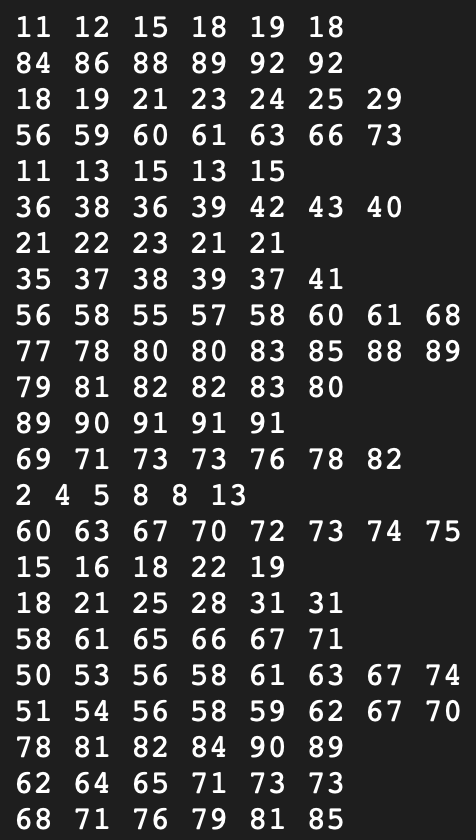 11 12 15 18 19 18
84 86 88 89 92 92
18 19 21 23 24 25 29
56 59 60 61 63 66 73
11 13 15 13 15
36 38 36 39 42 43 40
21 22 23 21 21
35 37 38 39 37 41
56 58 55 57 58 60 61 68
77 78 80 80 83 85 88 89
79 81 82 82 83 80
89 90 91 91 91
69 71 73 73 76 78 82
2 4 5 8 8 13
60 63 67 70 72 73 74 75
15 16 18 22 19
18 21 25 28 31 31
58 61 65 66 67 71
50 53 56 58 61 63 67 74
51 54 56 58 59 62 67 70
78 81 82 84 90 89
62 64 65 71 73 73
68 71 76 79 81 85